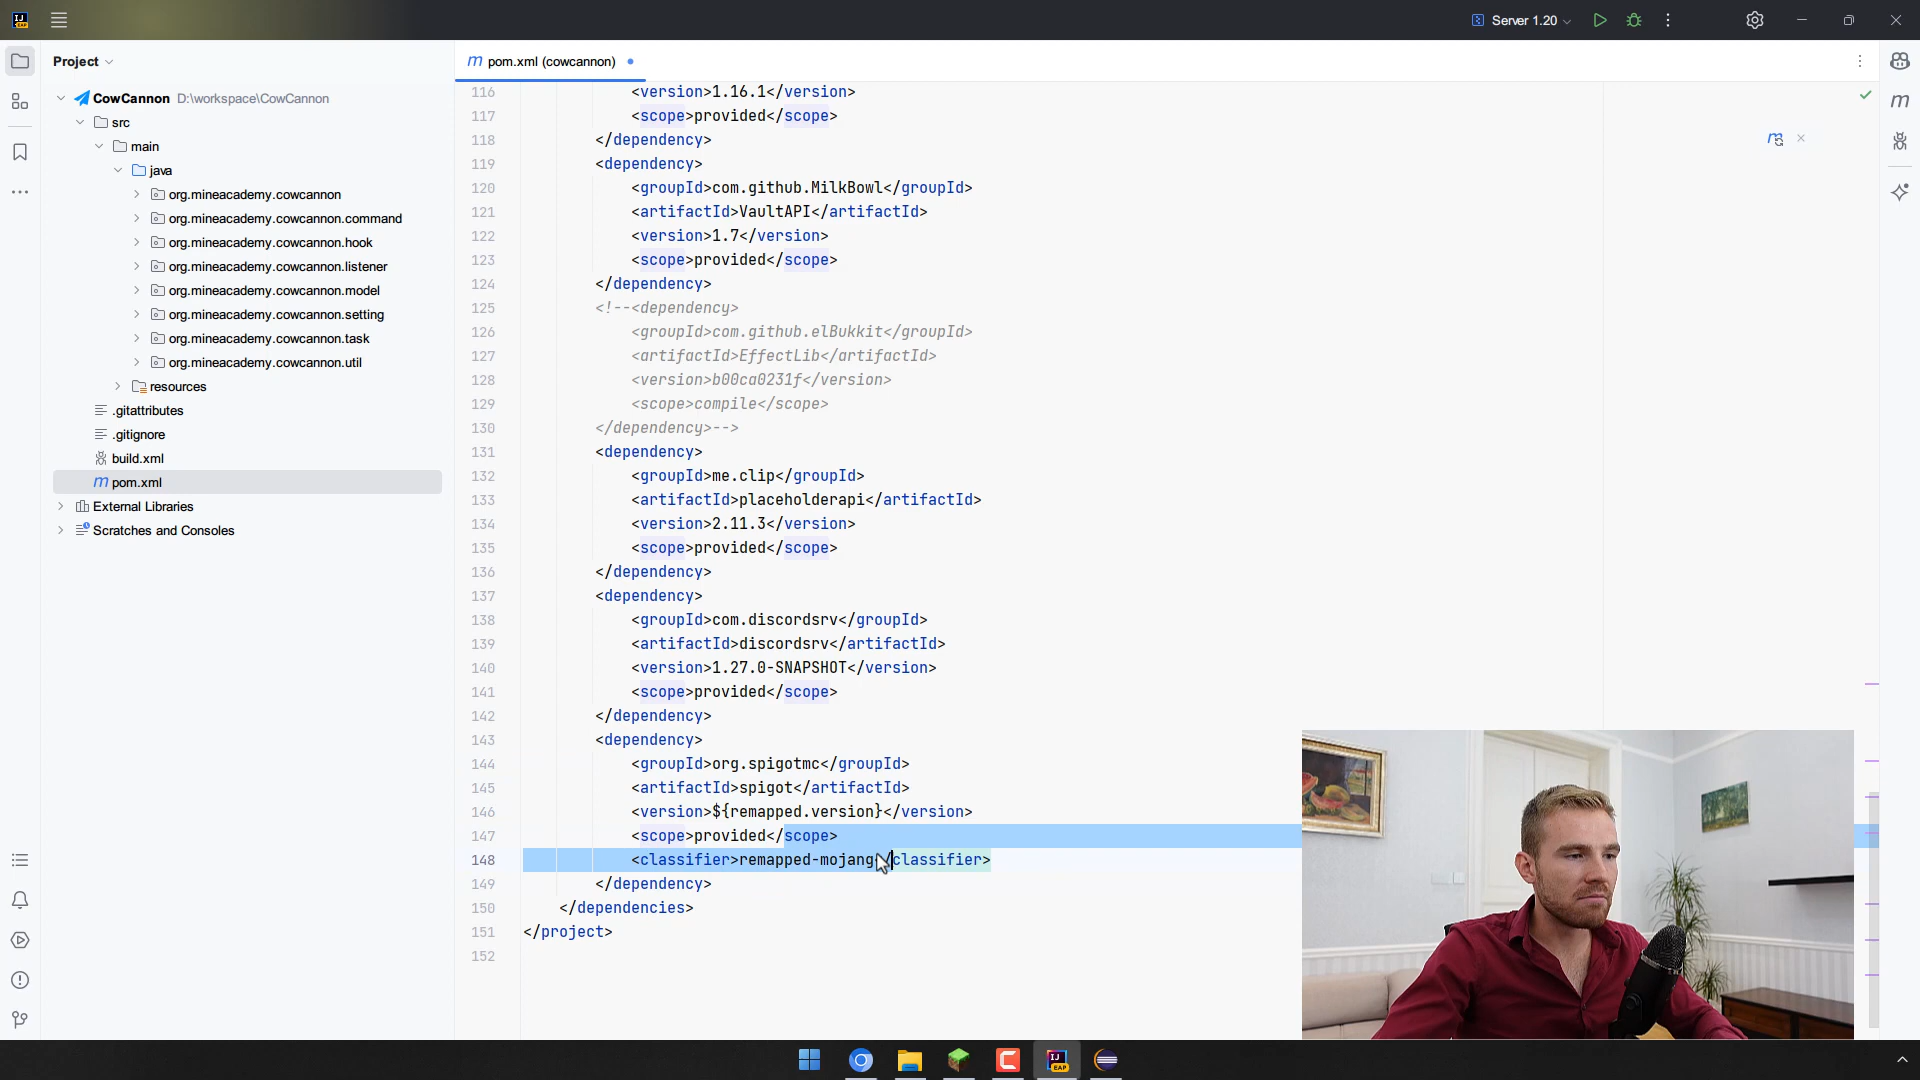 Server 1.20
Project
CowCannon D:\workspace\CowCannon
src
main
java
org.mineacademy.cowcannon
org.mineacademy.cowcannon.command
org.mineacademy.cowcannon.hook
org.mineacademy.cowcannon.listener
org.mineacademy.cowcannon.model
org.mineacademy.cowcannon.setting
org.mineacademy.cowcannon.task
org.mineacademy.cowcannon.util
resources
.gitattributes
.gitignore
build.xml
m pom.xml
External Libraries
Scratches and Consoles
m pom.xml (cowcannon)
116 <version>1.16.1</version>
117 <scope>provided</scope>
118 </dependency>
119 <dependency>
120 <groupId>com.github.MilkBowl</groupId>
121 <artifactId>VaultAPI</artifactId>
122 <version>1.7</version>
123 <scope>provided</scope>
124 </dependency>
125 <!--<dependency>
126 <groupId>com.github.elBukkit</groupId>
127 <artifactId>EffectLib</artifactId>
128 <version>b00ca0231f</version>
129 <scope>compile</scope>
130 </dependency>-->
131 <dependency>
132 <groupId>me.clip</groupId>
133 <artifactId>placeholderapi</artifactId>
134 <version>2.11.3</version>
135 <scope>provided</scope>
136 </dependency>
137 <dependency>
138 <groupId>com.discordsrv</groupId>
139 <artifactId>discordsrv</artifactId>
140 <version>1.27.0-SNAPSHOT</version>
141 <scope>provided</scope>
142 </dependency>
143 <dependency>
144 <groupId>org.spigotmc</groupId>
145 <artifactId>spigot</artifactId>
146 <version>${remapped.version}</version>
147 <scope>provided</scope>
148 <classifier>remapped-mojang</classifier>
149 </dependency>
150 </dependencies>
151 </project>
152